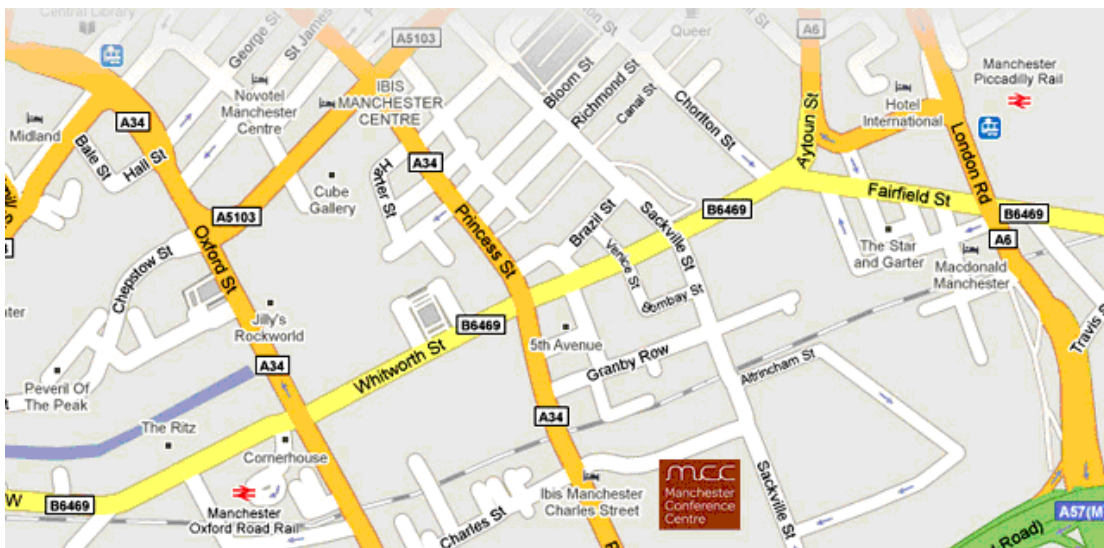 Central Library
George St
St James
A5103
on St
Queer
A6
Manchester
Piccadilly Rail
Bloom St
Richmond St
Canal St
Chorlton St
Novotel
Manchester
Centre
IBIS
MANCHESTER
CENTRE
Hotel
International
Midland
A34
Bale St
Hall St
Aytoun St
London Rd
A34
Harter St
Cube
Gallery
Princess St
Fairfield St
B6469
B6469
A5103
Oxford St
Chepstow St
Brazil St
Sackville St
Venice St
Bombay St
The Star
and Garter
A6
Macdonald
Manchester
Jilly's
Rockworld
B6469
5th Avenue
Travis S
Whitworth St
Granby Row
Altrincham St
A34
Peveril Of
The Peak
A34
The Ritz
Cornerhouse
W
B6469
Manchester
Oxford Road Rail
Charles St
Ibis Manchester
Charles Street
mcc
Manchester
Conference
Centre
Sackville St
A57(M
Road)